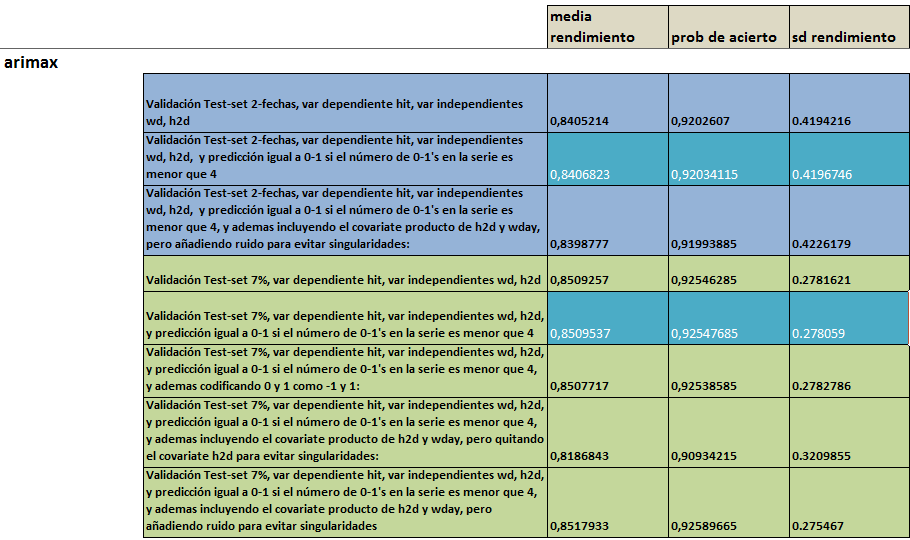 media
rendimiento prob de acierto sd rendimiento
arimax
Validación Test-set 2-fechas, var dependiente hit, var independientes
wd, h2d 0,8405214 0,9202607 0.4194216
Validación Test-set 2-fechas, var dependiente hit, var independientes
wd, h2d,  y predicción igual a 0-1 si el número de 0-1's en la serie es
menor que 4 0,8406823 0,92034115 0.4196746
Validación Test-set 2-fechas, var dependiente hit, var independientes
wd, h2d,  y predicción igual a 0-1 si el número de 0-1's en la serie es
menor que 4, y ademas incluyendo el covariate producto de h2d y wday,
pero añadiendo ruido para evitar singularidades: 0,8398777 0,91993885 0.4226179
Validación Test-set 7%, var dependiente hit, var independientes wd, h2d 0,8509257 0,92546285 0.2781621
Validación Test-set 7%, var dependiente hit, var independientes wd, h2d,
y predicción igual a 0-1 si el número de 0-1's en la serie es menor que 4 0,8509537 0,92547685 0.278059
Validación Test-set 7%, var dependiente hit, var independientes wd, h2d,
y predicción igual a 0-1 si el número de 0-1's en la serie es menor que 4,
y ademas codificando 0 y 1 como -1 y 1: 0,8507717 0,92538585 0.2782786
Validación Test-set 7%, var dependiente hit, var independientes wd, h2d,
y predicción igual a 0-1 si el número de 0-1's en la serie es menor que 4,
y ademas incluyendo el covariate producto de h2d y wday, pero quitando
el covariate h2d para evitar singularidades: 0,8186843 0,90934215 0.3209855
Validación Test-set 7%, var dependiente hit, var independientes wd, h2d,
y predicción igual a 0-1 si el número de 0-1's en la serie es menor que 4,
y ademas incluyendo el covariate producto de h2d y wday, pero
añadiendo ruido para evitar singularidades 0,8517933 0,92589665 0.275467